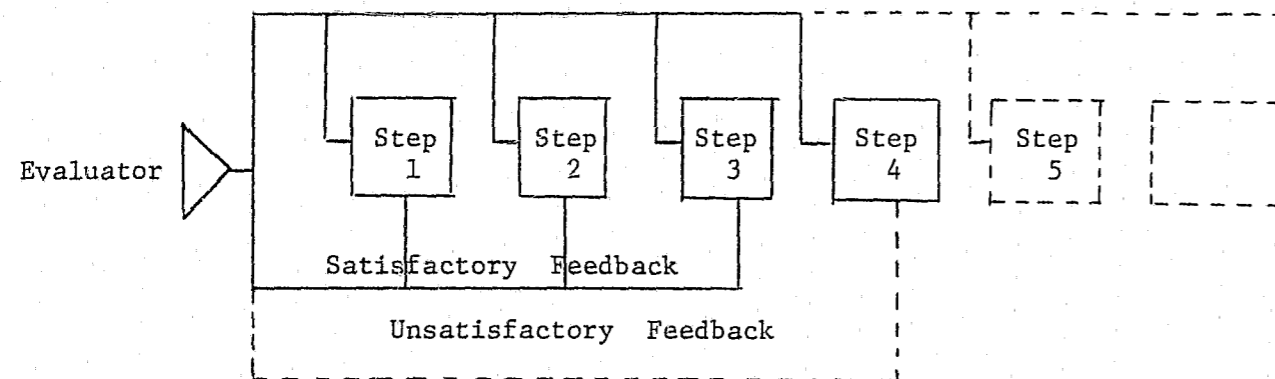 Evaluator
Step
1
Step
2
Step
3
Step
4
Step
5
Satisfactory Feedback
Unsatisfactory Feedback